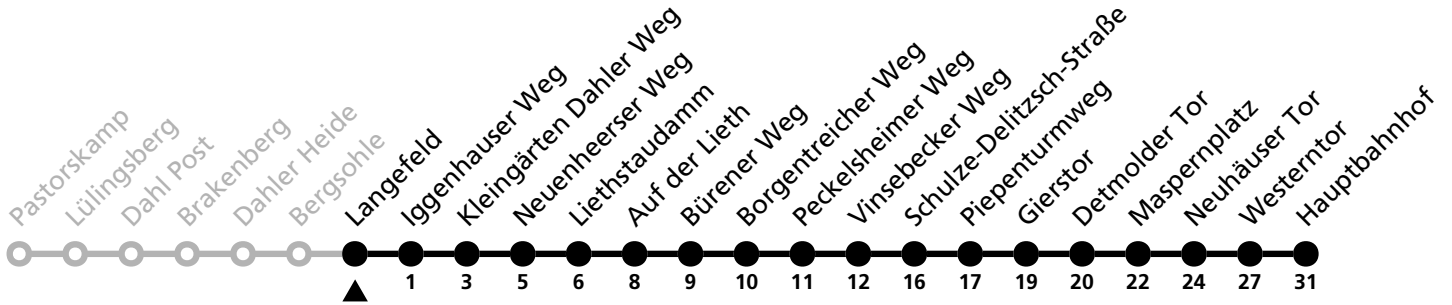 Pastorskamp
Lülingsberg
Dahl Post
Brakenberg
Dahler Heide
Bergsohle
Langefeld
Iggenhauser Weg
Kleingärten Dahler Weg
Neuenheerser Weg
Liethstaudamm
Auf der Lieth
Bürener Weg
Borgentreicher Weg
Peckelsheimer Weg
Vinsebecker Weg
Schulze-Delitzsch-Straße
Piepenturmweg
Gierstor
Detmolder Tor
Maspernplatz
Neuhäuser Tor
Westerntor
Hauptbahnhof
1 3 5 6 8 9 10 11 12 16 17 19 20 22 24 27 31